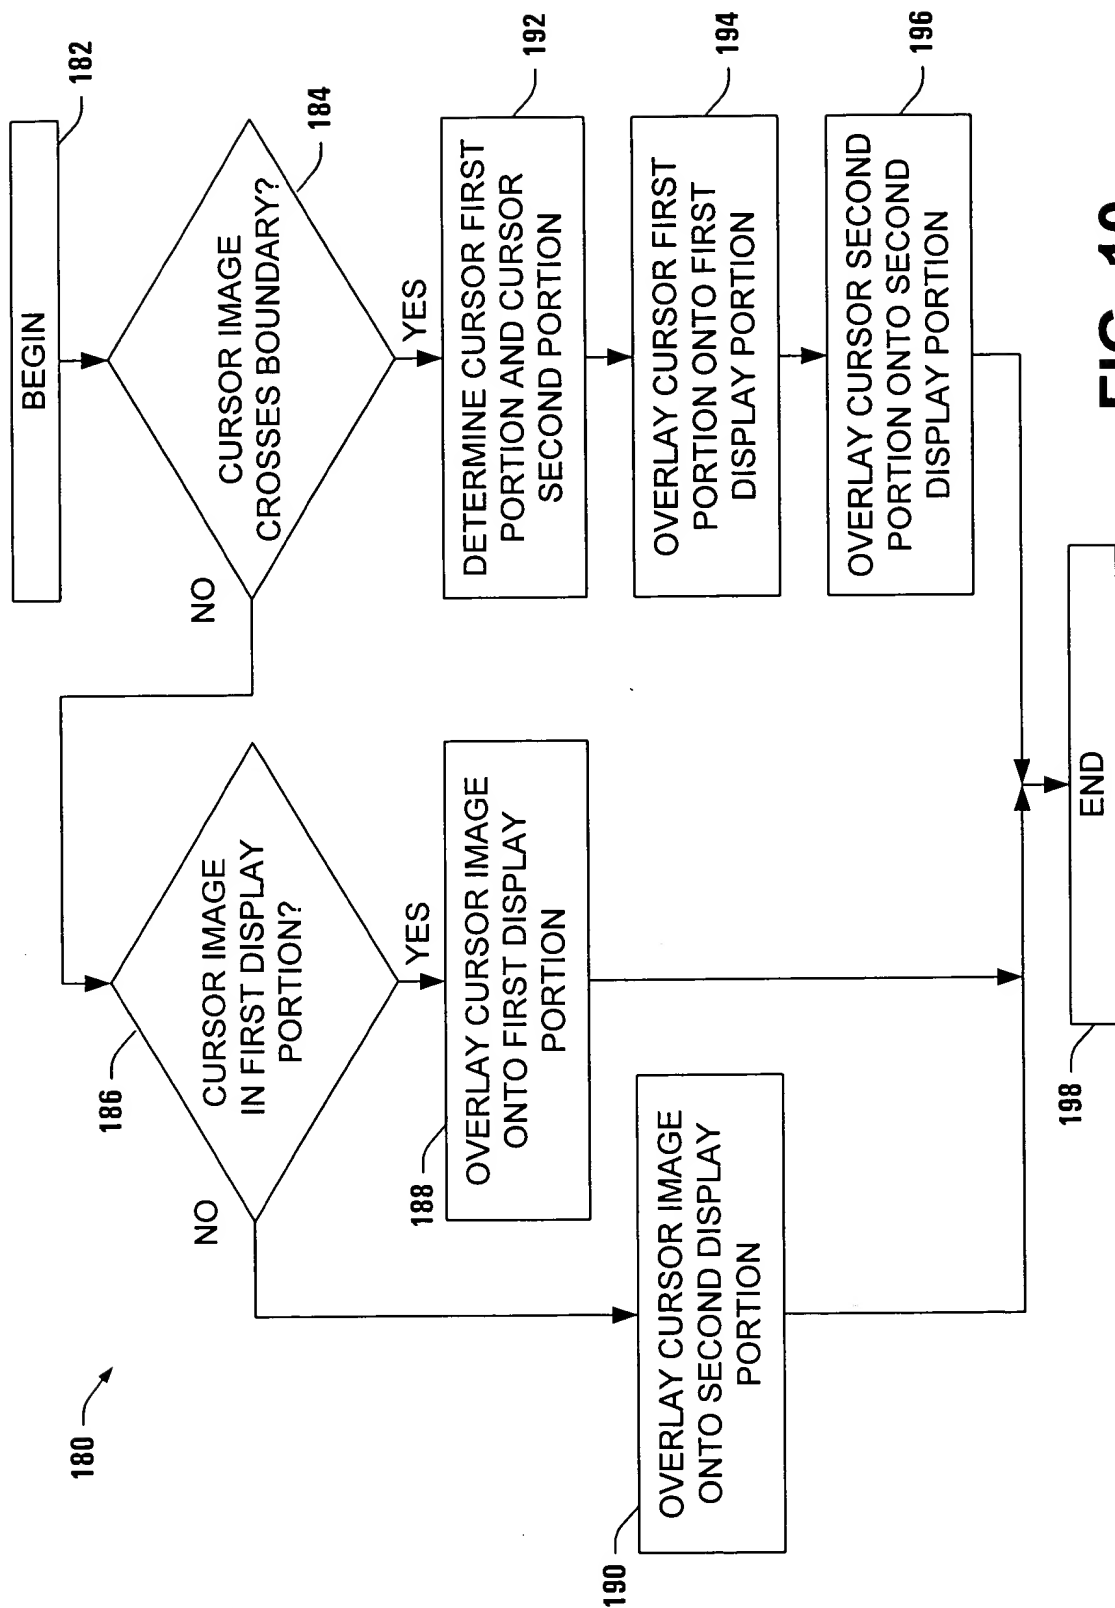 180
BEGIN
182
CURSOR IMAGE
CROSSES BOUNDARY?
184
NO
YES
186
CURSOR IMAGE
IN FIRST DISPLAY
PORTION?
NO
YES
188
OVERLAY CURSOR IMAGE
ONTO FIRST DISPLAY
PORTION
190
OVERLAY CURSOR IMAGE
ONTO SECOND DISPLAY
PORTION
DETERMINE CURSOR FIRST
PORTION AND CURSOR
SECOND PORTION
192
OVERLAY CURSOR FIRST
PORTION ONTO FIRST
DISPLAY PORTION
194
OVERLAY CURSOR SECOND
PORTION ONTO SECOND
DISPLAY PORTION
196
198
END